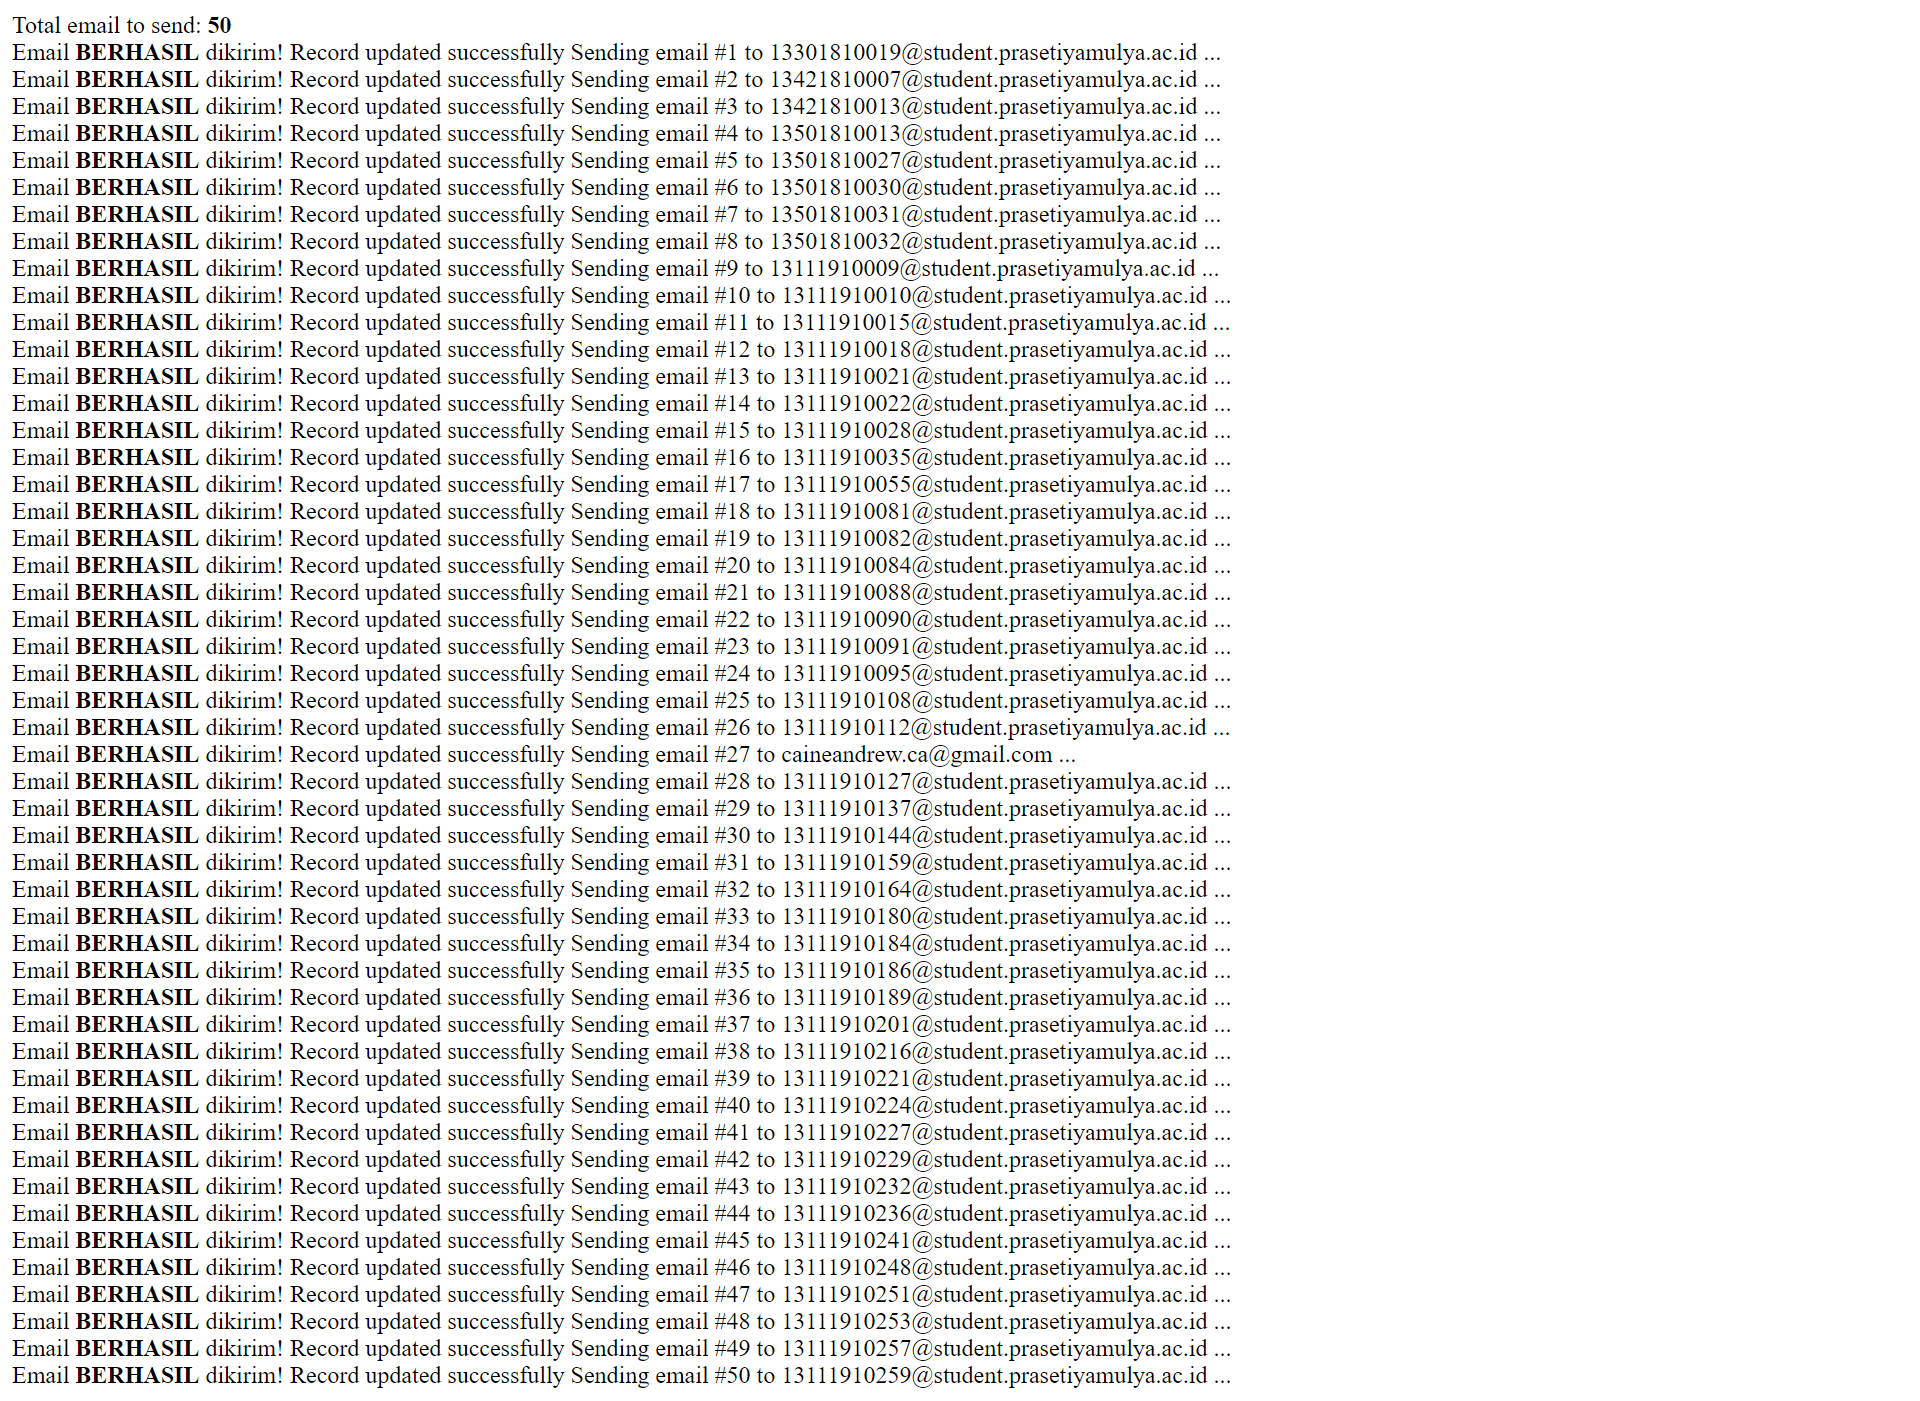 Total email to send: 50
Email BERHASIL dikirim! Record updated successfully Sending email #1 to 13301810019@student.prasetiyamulya.ac.id ...
Email BERHASIL dikirim! Record updated successfully Sending email #2 to 13421810007@student.prasetiyamulya.ac.id ...
Email BERHASIL dikirim! Record updated successfully Sending email #3 to 13421810013@student.prasetiyamulya.ac.id ...
Email BERHASIL dikirim! Record updated successfully Sending email #4 to 13501810013@student.prasetiyamulya.ac.id ...
Email BERHASIL dikirim! Record updated successfully Sending email #5 to 13501810027@student.prasetiyamulya.ac.id ...
Email BERHASIL dikirim! Record updated successfully Sending email #6 to 13501810030@student.prasetiyamulya.ac.id ...
Email BERHASIL dikirim! Record updated successfully Sending email #7 to 13501810031@student.prasetiyamulya.ac.id ...
Email BERHASIL dikirim! Record updated successfully Sending email #8 to 13501810032@student.prasetiyamulya.ac.id ...
Email BERHASIL dikirim! Record updated successfully Sending email #9 to 13111910009@student.prasetiyamulya.ac.id ...
Email BERHASIL dikirim! Record updated successfully Sending email #10 to 13111910010@student.prasetiyamulya.ac.id ...
Email BERHASIL dikirim! Record updated successfully Sending email #11 to 13111910015@student.prasetiyamulya.ac.id ...
Email BERHASIL dikirim! Record updated successfully Sending email #12 to 13111910018@student.prasetiyamulya.ac.id ...
Email BERHASIL dikirim! Record updated successfully Sending email #13 to 13111910021@student.prasetiyamulya.ac.id ...
Email BERHASIL dikirim! Record updated successfully Sending email #14 to 13111910022@student.prasetiyamulya.ac.id ...
Email BERHASIL dikirim! Record updated successfully Sending email #15 to 13111910028@student.prasetiyamulya.ac.id ...
Email BERHASIL dikirim! Record updated successfully Sending email #16 to 13111910035@student.prasetiyamulya.ac.id ...
Email BERHASIL dikirim! Record updated successfully Sending email #17 to 13111910055@student.prasetiyamulya.ac.id ...
Email BERHASIL dikirim! Record updated successfully Sending email #18 to 13111910081@student.prasetiyamulya.ac.id ...
Email BERHASIL dikirim! Record updated successfully Sending email #19 to 13111910082@student.prasetiyamulya.ac.id ...
Email BERHASIL dikirim! Record updated successfully Sending email #20 to 13111910084@student.prasetiyamulya.ac.id ...
Email BERHASIL dikirim! Record updated successfully Sending email #21 to 13111910088@student.prasetiyamulya.ac.id ...
Email BERHASIL dikirim! Record updated successfully Sending email #22 to 13111910090@student.prasetiyamulya.ac.id ...
Email BERHASIL dikirim! Record updated successfully Sending email #23 to 13111910091@student.prasetiyamulya.ac.id ...
Email BERHASIL dikirim! Record updated successfully Sending email #24 to 13111910095@student.prasetiyamulya.ac.id ...
Email BERHASIL dikirim! Record updated successfully Sending email #25 to 13111910108@student.prasetiyamulya.ac.id ...
Email BERHASIL dikirim! Record updated successfully Sending email #26 to 13111910112@student.prasetiyamulya.ac.id ...
Email BERHASIL dikirim! Record updated successfully Sending email #27 to caineandrew.ca@gmail.com ...
Email BERHASIL dikirim! Record updated successfully Sending email #28 to 13111910127@student.prasetiyamulya.ac.id ...
Email BERHASIL dikirim! Record updated successfully Sending email #29 to 13111910137@student.prasetiyamulya.ac.id ...
Email BERHASIL dikirim! Record updated successfully Sending email #30 to 13111910144@student.prasetiyamulya.ac.id ...
Email BERHASIL dikirim! Record updated successfully Sending email #31 to 13111910159@student.prasetiyamulya.ac.id ...
Email BERHASIL dikirim! Record updated successfully Sending email #32 to 13111910164@student.prasetiyamulya.ac.id ...
Email BERHASIL dikirim! Record updated successfully Sending email #33 to 13111910180@student.prasetiyamulya.ac.id ...
Email BERHASIL dikirim! Record updated successfully Sending email #34 to 13111910184@student.prasetiyamulya.ac.id ...
Email BERHASIL dikirim! Record updated successfully Sending email #35 to 13111910186@student.prasetiyamulya.ac.id ...
Email BERHASIL dikirim! Record updated successfully Sending email #36 to 13111910189@student.prasetiyamulya.ac.id ...
Email BERHASIL dikirim! Record updated successfully Sending email #37 to 13111910201@student.prasetiyamulya.ac.id ...
Email BERHASIL dikirim! Record updated successfully Sending email #38 to 13111910216@student.prasetiyamulya.ac.id ...
Email BERHASIL dikirim! Record updated successfully Sending email #39 to 13111910221@student.prasetiyamulya.ac.id ...
Email BERHASIL dikirim! Record updated successfully Sending email #40 to 13111910224@student.prasetiyamulya.ac.id ...
Email BERHASIL dikirim! Record updated successfully Sending email #41 to 13111910227@student.prasetiyamulya.ac.id ...
Email BERHASIL dikirim! Record updated successfully Sending email #42 to 13111910229@student.prasetiyamulya.ac.id ...
Email BERHASIL dikirim! Record updated successfully Sending email #43 to 13111910232@student.prasetiyamulya.ac.id ...
Email BERHASIL dikirim! Record updated successfully Sending email #44 to 13111910236@student.prasetiyamulya.ac.id ...
Email BERHASIL dikirim! Record updated successfully Sending email #45 to 13111910241@student.prasetiyamulya.ac.id ...
Email BERHASIL dikirim! Record updated successfully Sending email #46 to 13111910248@student.prasetiyamulya.ac.id ...
Email BERHASIL dikirim! Record updated successfully Sending email #47 to 13111910251@student.prasetiyamulya.ac.id ...
Email BERHASIL dikirim! Record updated successfully Sending email #48 to 13111910253@student.prasetiyamulya.ac.id ...
Email BERHASIL dikirim! Record updated successfully Sending email #49 to 13111910257@student.prasetiyamulya.ac.id ...
Email BERHASIL dikirim! Record updated successfully Sending email #50 to 13111910259@student.prasetiyamulya.ac.id ...